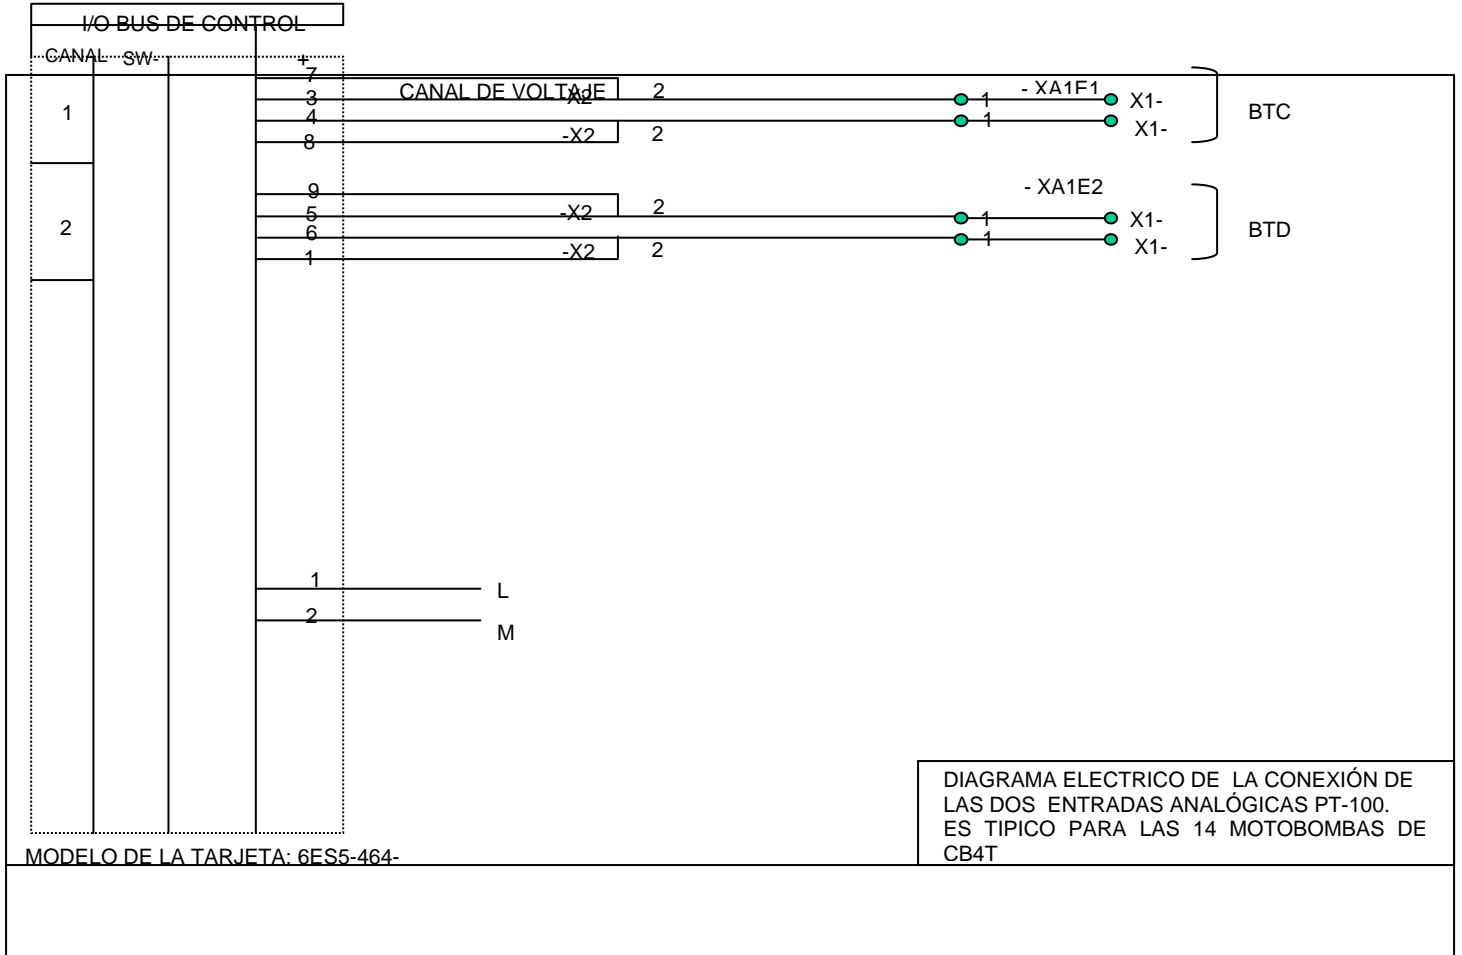 I/O BUS DE CONTROL
CANAL SW- +
7
CANAL DE VOLTAJE -X2 2
3 1 - XA1E1 X1-
1 BTC
4 1 X1-
8 -X2 2
9 - XA1E2
5 -X2 2 1 X1-
2 BTD
6 1 X1-
1 -X2 2
1 L
2 M
DIAGRAMA ELECTRICO DE LA CONEXIÓN DE
LAS DOS ENTRADAS ANALÓGICAS PT-100.
ES TIPICO PARA LAS 14 MOTOBOMBAS DE
CB4T
MODELO DE LA TARJETA: 6ES5-464-